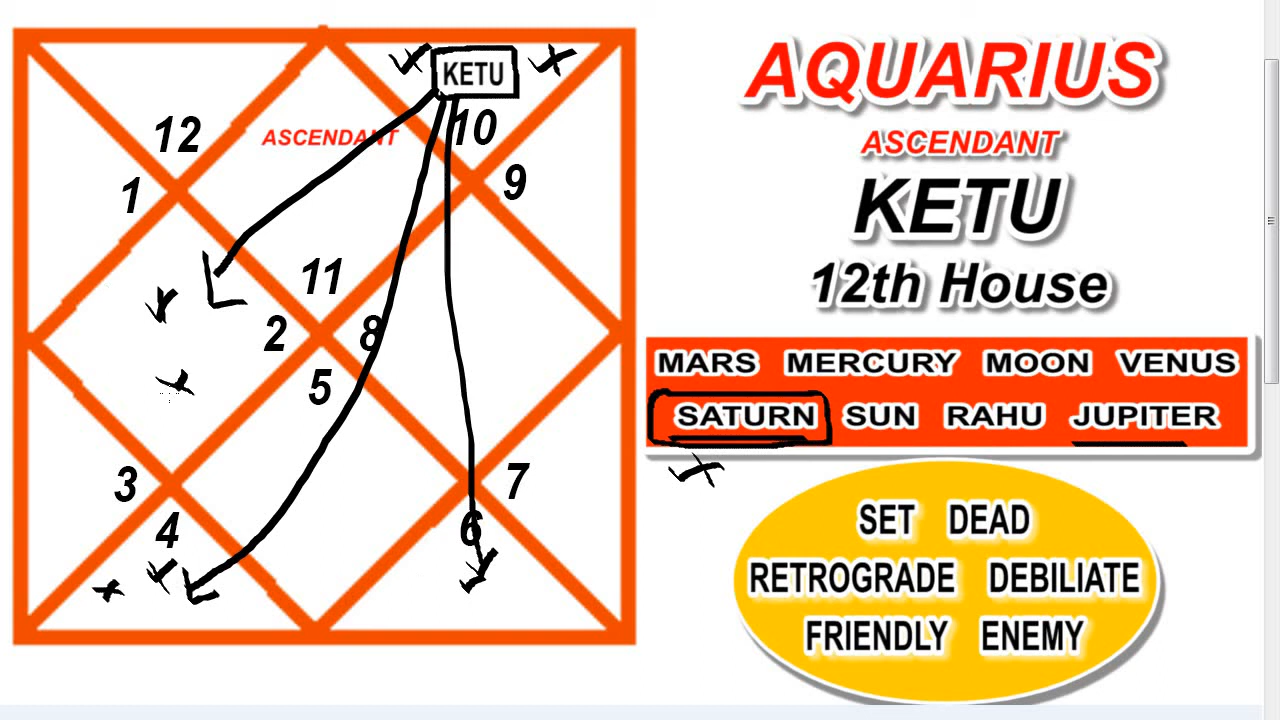 KETU
12
ASCENDANT
10
1
9
11
2
8
5
3
7
4
6
AQUARIUS
ASCENDANT
KETU
12th House
MARS MERCURY MOON VENUS
SATURN SUN RAHU JUPITER
SET DEAD
RETROGRADE DEBILIATE
FRIENDLY ENEMY